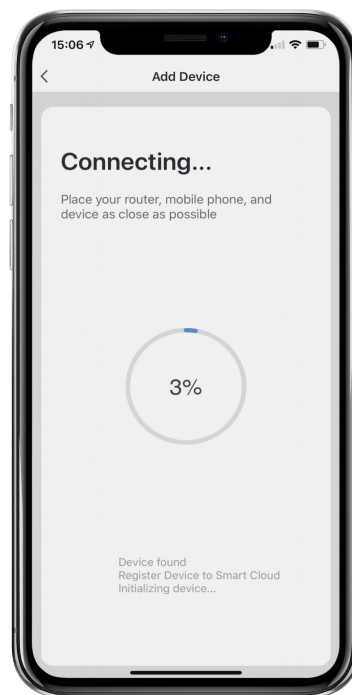 15:06
Add Device
Connecting...
Place your router, mobile phone, and
device as close as possible
3%
Device found
Register Device to Smart Cloud
Initializing device...